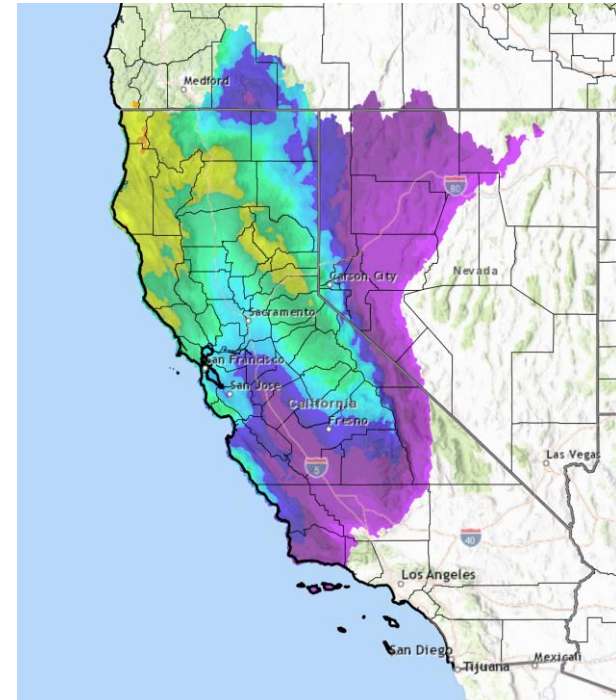 Medford
80
Carson City
Nevada
Sacramento
San Francisco
San Jose
California
Fresno
5
Las Vegas
40
Los Angeles
San Diego
Tijuana
Mexicali